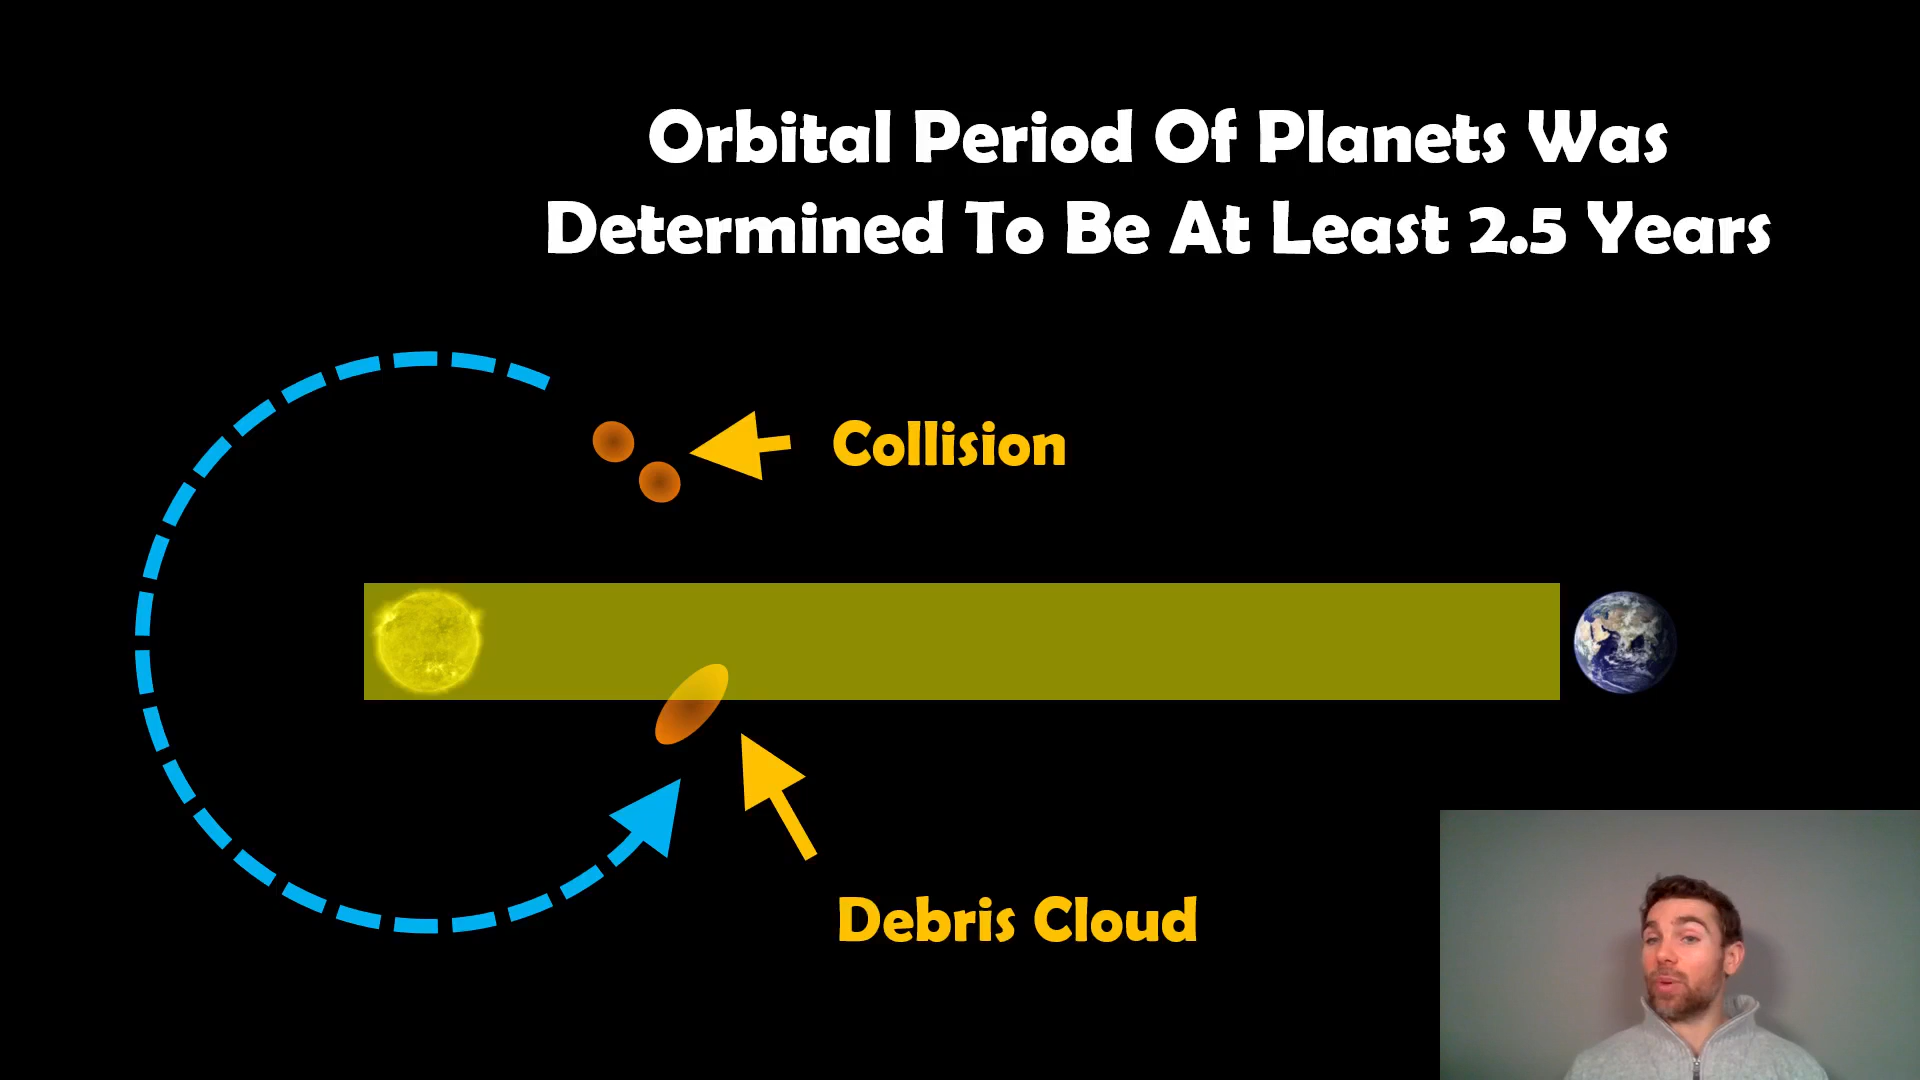 Orbital Period Of Planets Was
Determined To Be At Least 2.5 Years
Collision
Debris Cloud